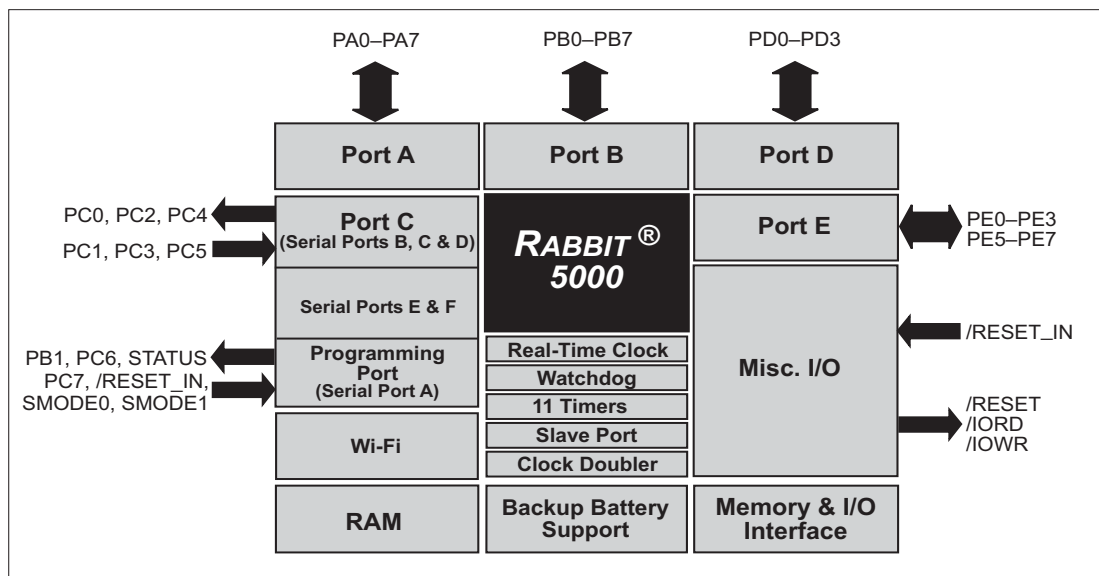 PA0–PA7
PB0–PB7
PD0–PD3
Port A
Port B
Port D
PC0, PC2, PC4
PC1, PC3, PC5
Port C
(Serial Ports B, C & D)
RABBIT ®
5000
Port E
PE0–PE3
PE5–PE7
Serial Ports E & F
PB1, PC6, STATUS
PC7, /RESET_IN,
SMODE0, SMODE1
Programming
Port
(Serial Port A)
Real-Time Clock
Watchdog
11 Timers
Slave Port
Clock Doubler
Misc. I/O
/RESET_IN
/RESET
/IORD
/IOWR
Wi-Fi
RAM
Backup Battery
Support
Memory & I/O
Interface